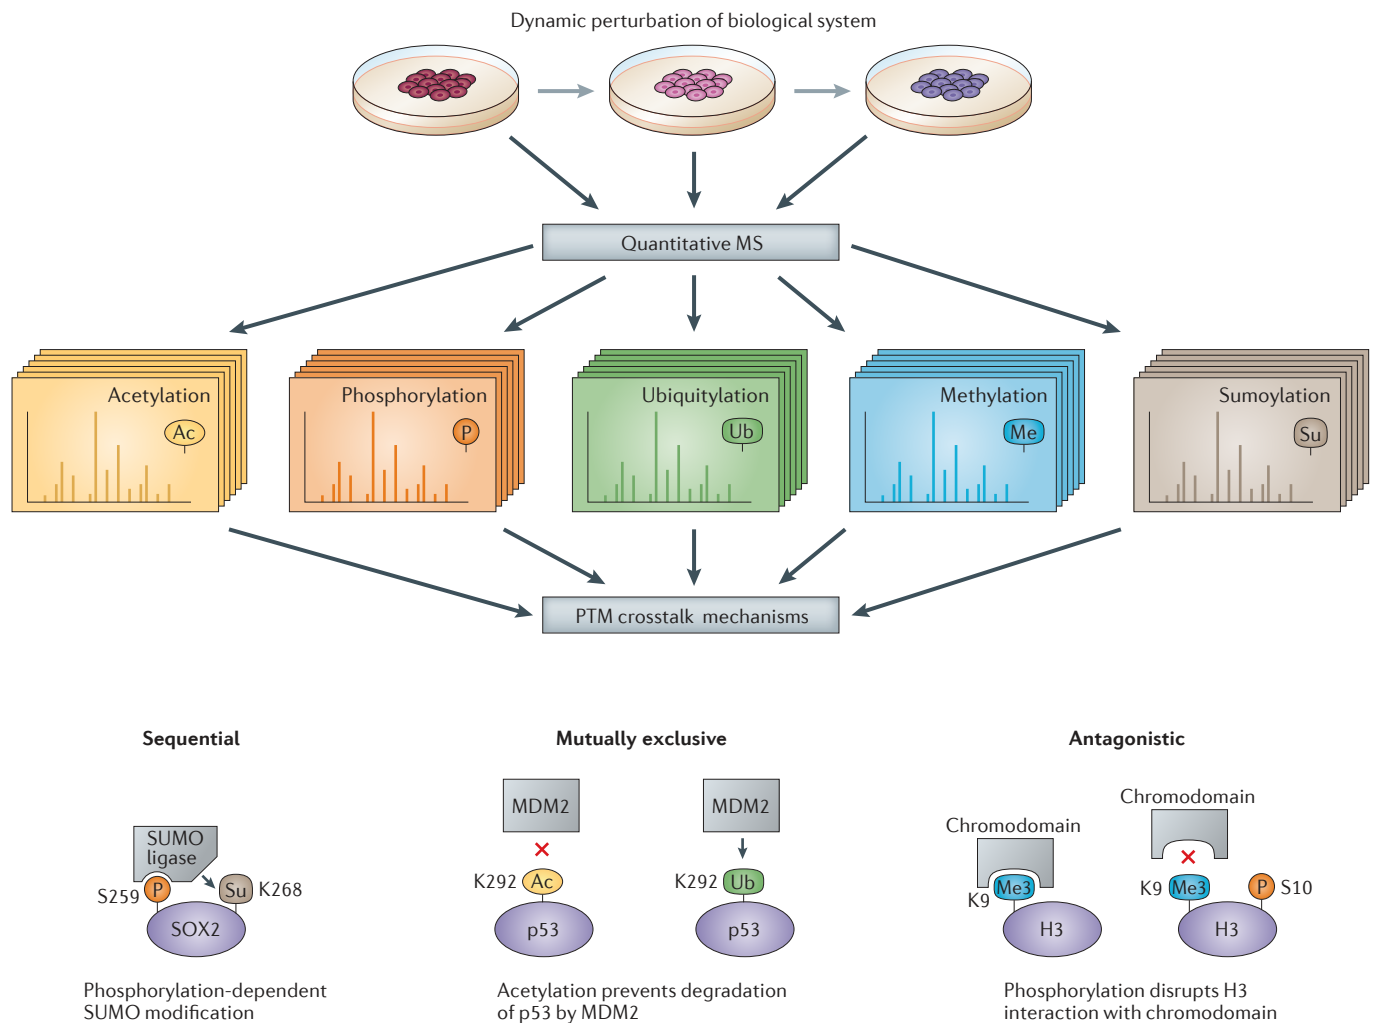 Dynamic perturbation of biological system
Quantitative MS
Acetylation
Ac
Phosphorylation
P
Ubiquitylation
Ub
Methylation
Me
Sumoylation
Su
PTM crosstalk mechanisms
Sequential
SUMO
ligase
S259
P
Su
K268
SOX2
Phosphorylation-dependent
SUMO modification
Mutually exclusive
MDM2
K292
Ac
p53
MDM2
K292
Ub
p53
Acetylation prevents degradation
of p53 by MDM2
Antagonistic
Chromodomain
K9
Me3
H3
Chromodomain
K9
Me3
P
S10
H3
Phosphorylation disrupts H3
interaction with chromodomain